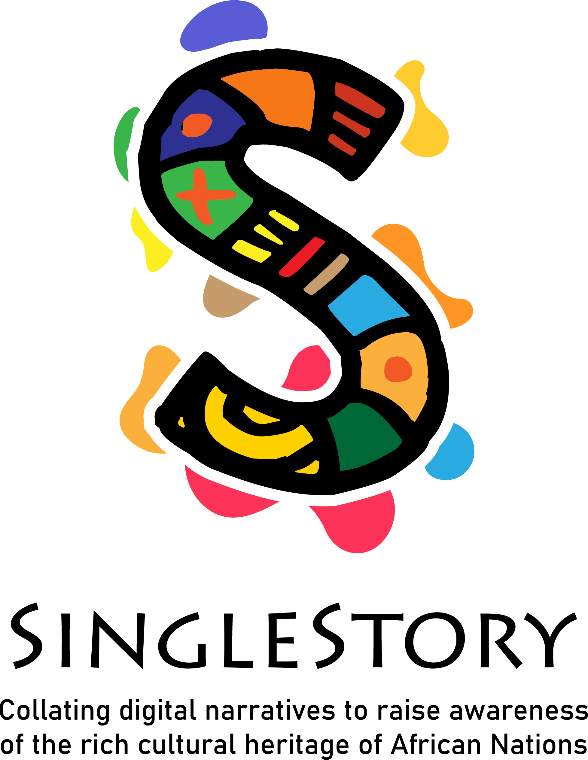 SINGLESTORY
Collating digital narratives to raise awareness
of the rich cultural heritage of African Nations